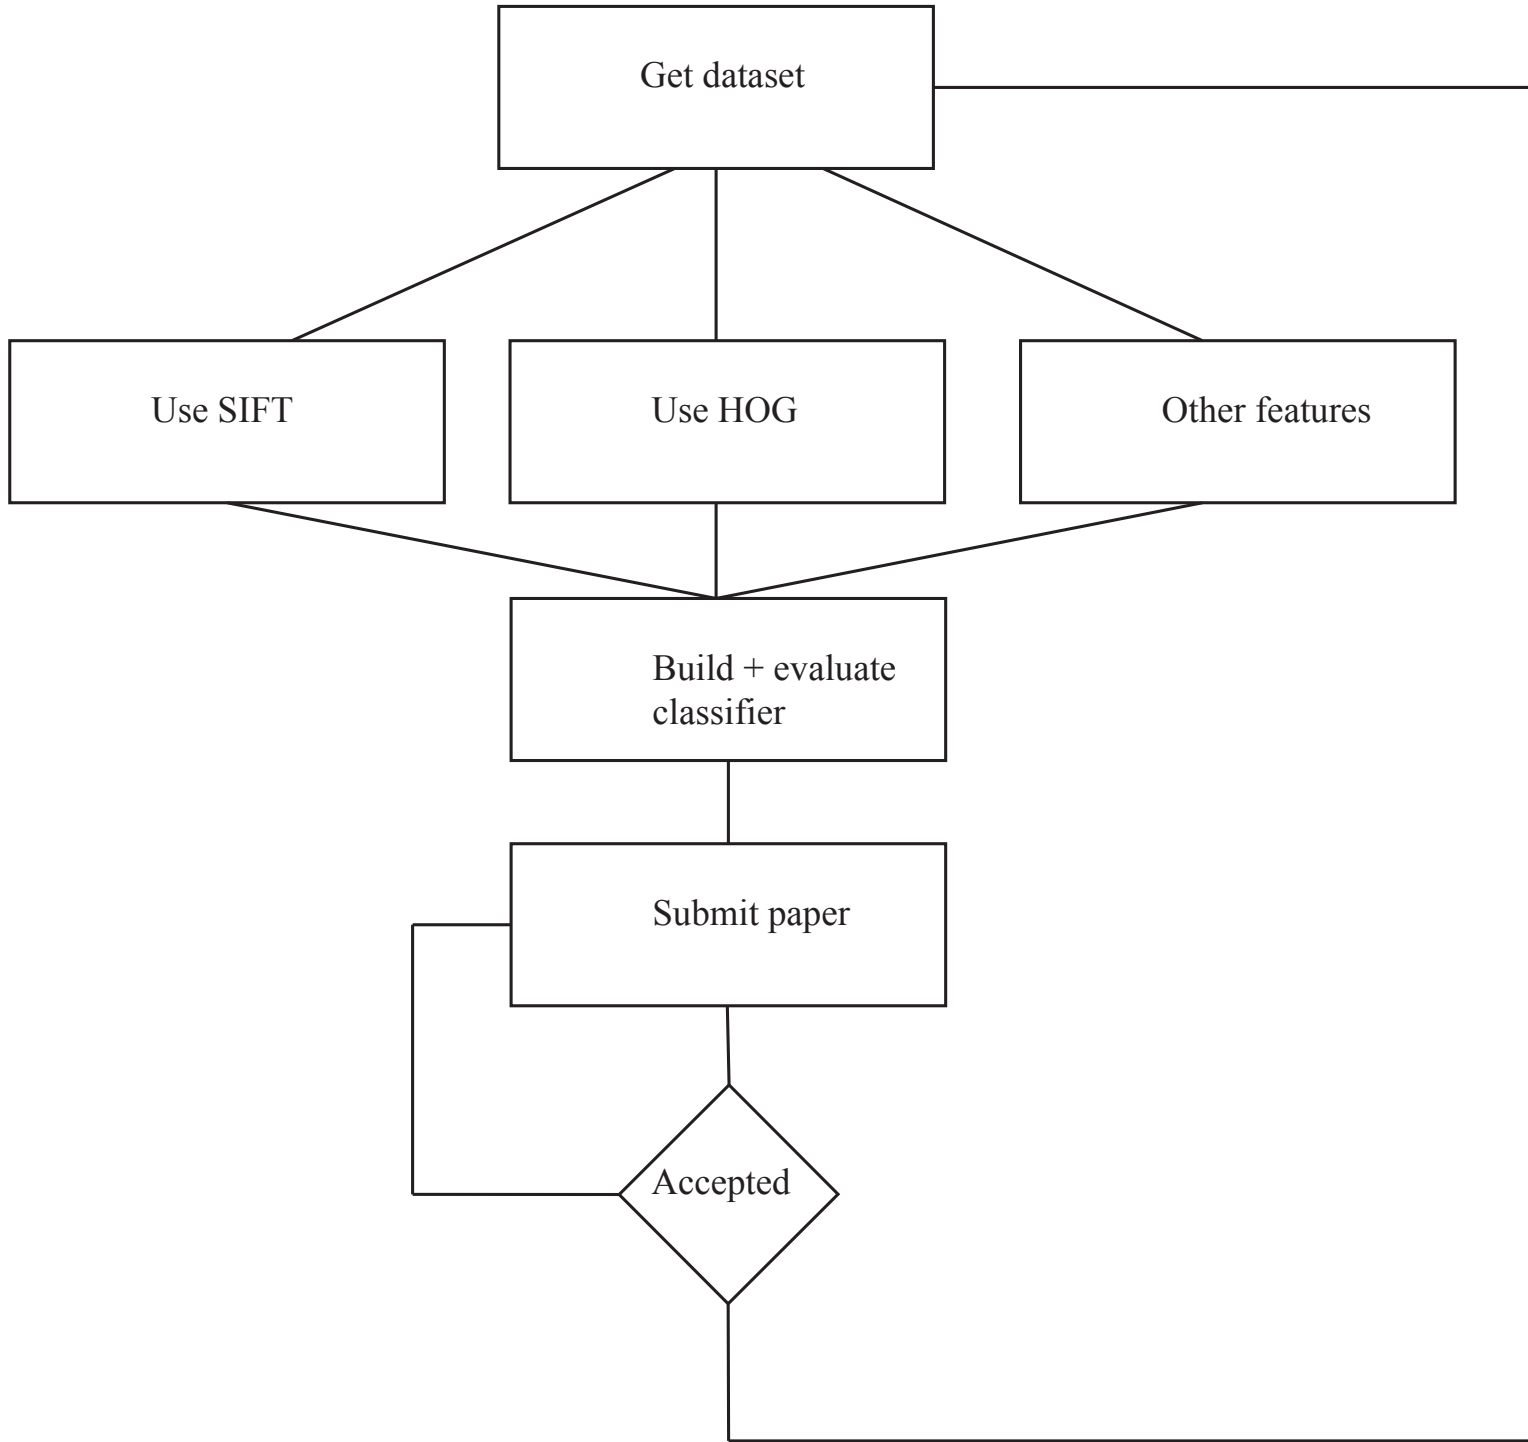 Get dataset
Use SIFT
Use HOG
Other features
Build + evaluate
classifier
Submit paper
Accepted